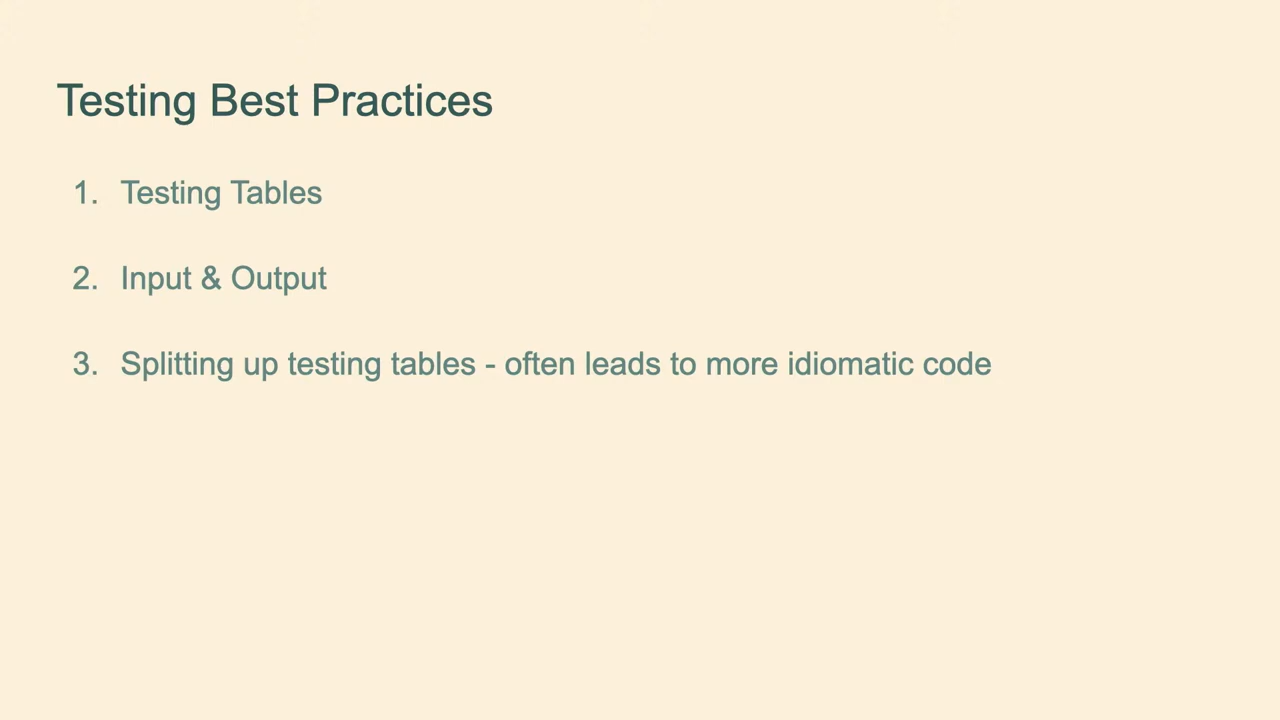 Testing Best Practices
1. Testing Tables
2. Input & Output
3. Splitting up testing tables - often leads to more idiomatic code